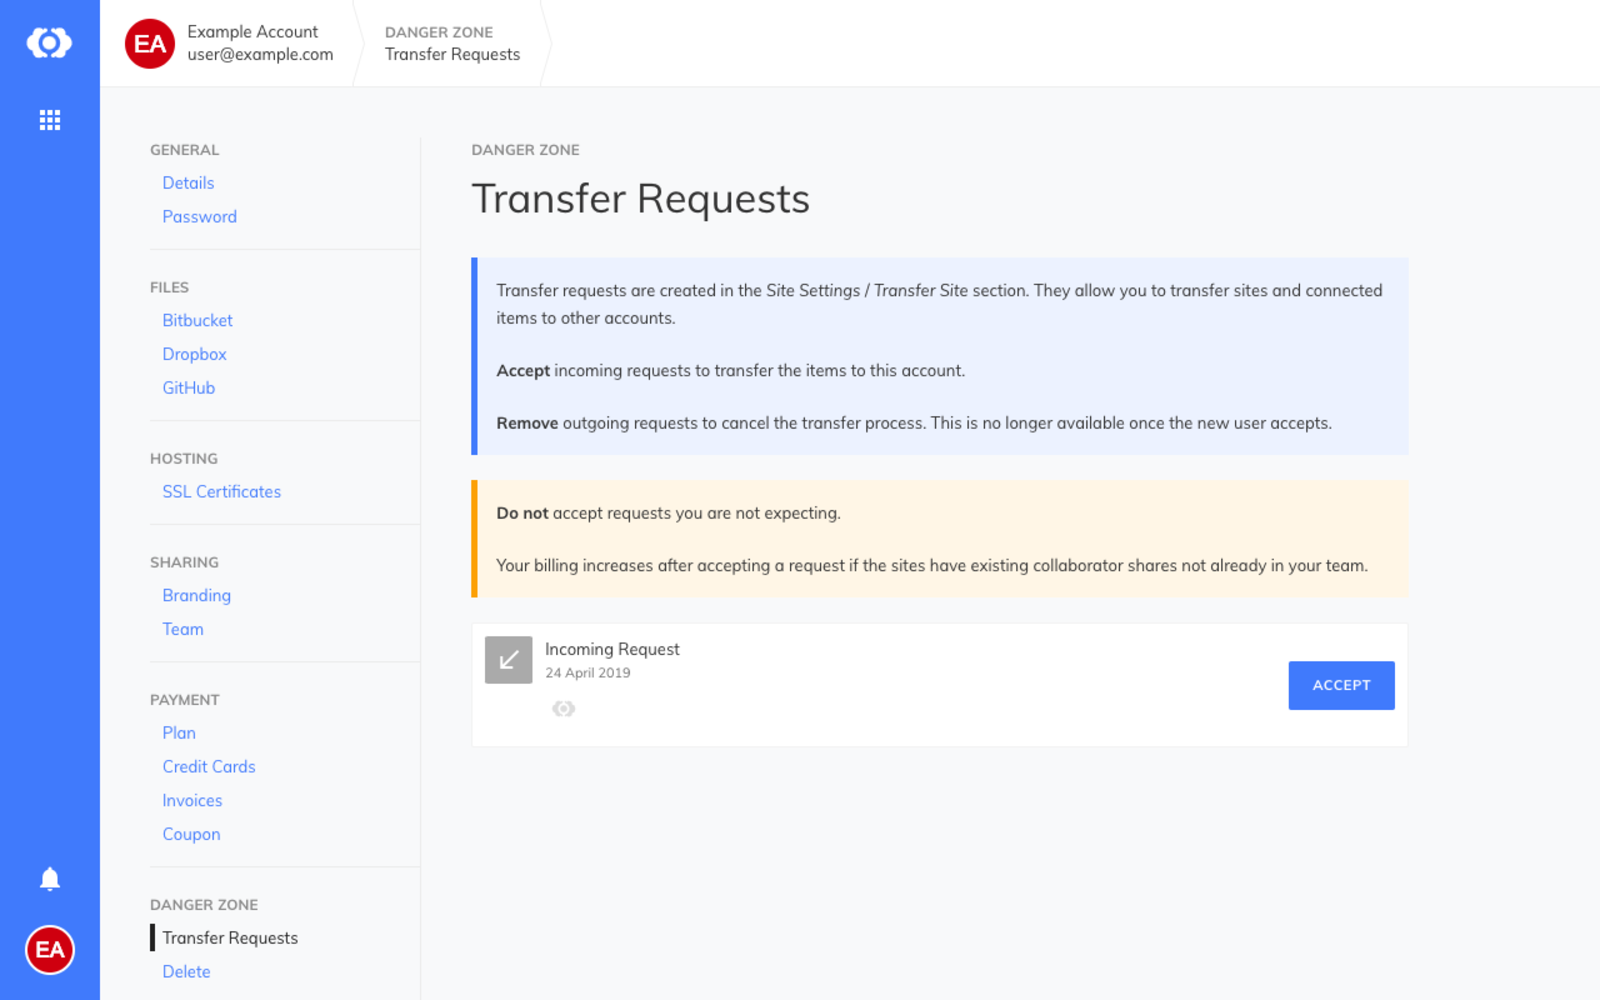 EA
Example Account
user@example.com
DANGER ZONE
Transfer Requests
GENERAL
Details
Password
FILES
Bitbucket
Dropbox
GitHub
HOSTING
SSL Certificates
SHARING
Branding
Team
PAYMENT
Plan
Credit Cards
Invoices
Coupon
DANGER ZONE
Transfer Requests
Delete
EA
DANGER ZONE
Transfer Requests
Transfer requests are created in the Site Settings / Transfer Site section. They allow you to transfer sites and connected
items to other accounts.
Accept incoming requests to transfer the items to this account.
Remove outgoing requests to cancel the transfer process. This is no longer available once the new user accepts.
Do not accept requests you are not expecting.
Your billing increases after accepting a request if the sites have existing collaborator shares not already in your team.
Incoming Request
24 April 2019
ACCEPT